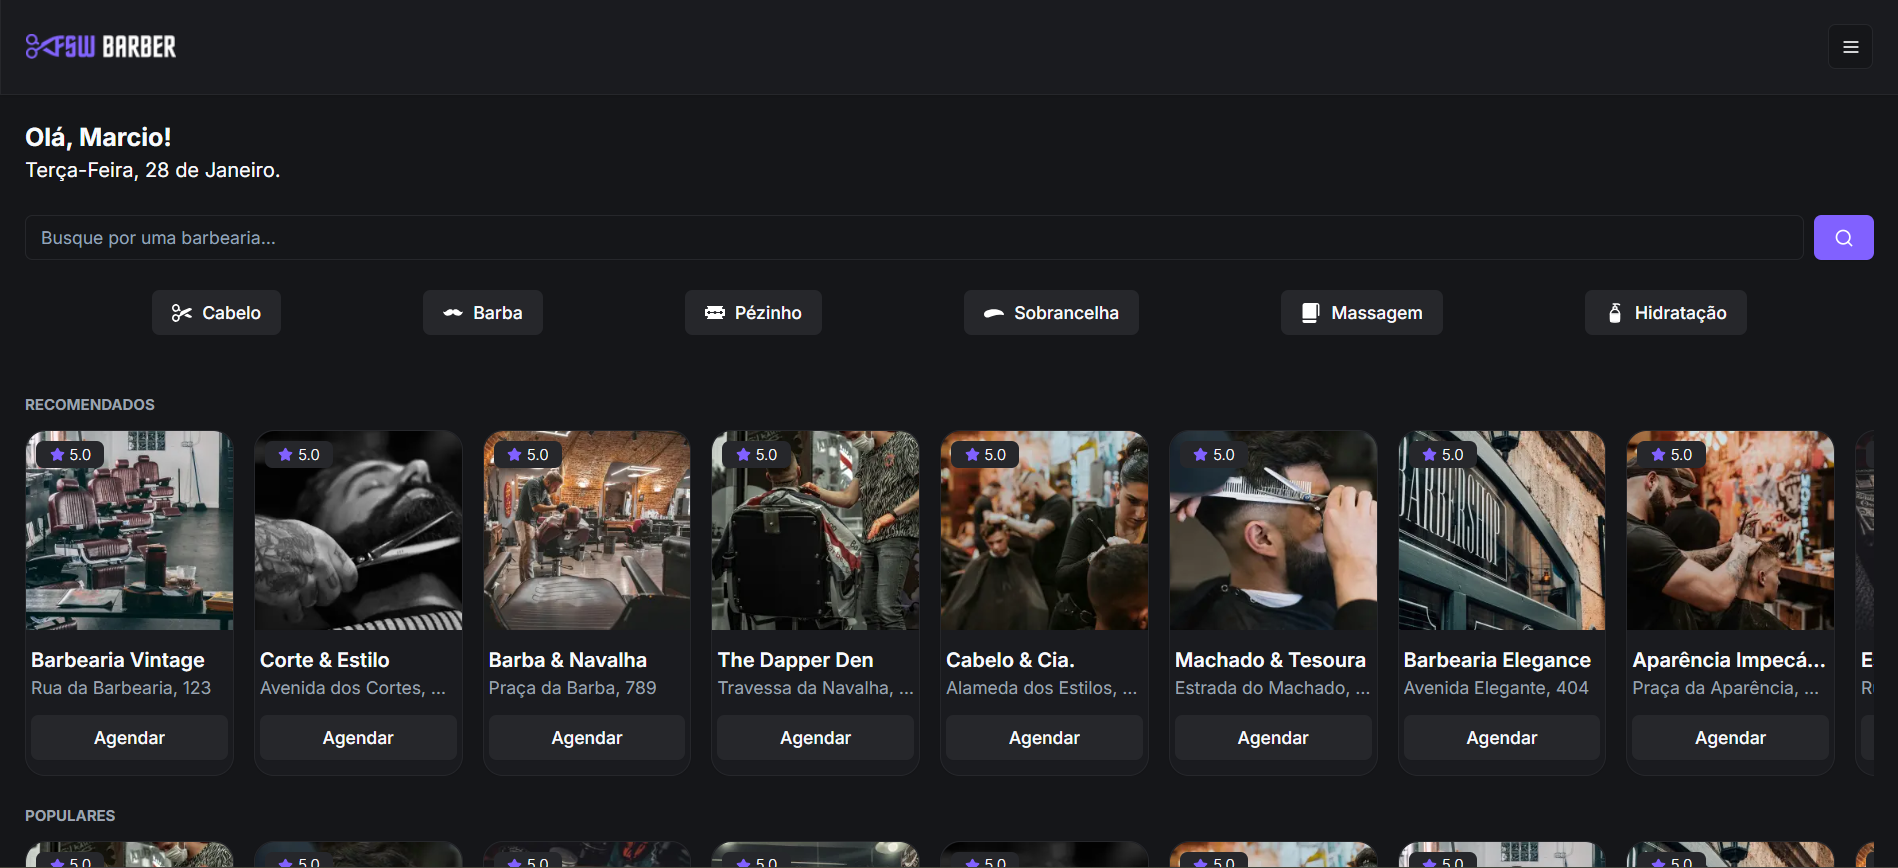 FSW BARBER
Olá, Marcio!
Terça-Feira, 28 de Janeiro.
Busque por uma barbearia...
Cabelo
Barba
Pézinho
Sobrancelha
Massagem
Hidratação
RECOMENDADOS
5.0
Barbearia Vintage
Rua da Barbearia, 123
Agendar
5.0
Corte & Estilo
Avenida dos Cortes, ...
Agendar
5.0
Barba & Navalha
Praça da Barba, 789
Agendar
5.0
The Dapper Den
Travessa da Navalha, ...
Agendar
5.0
Cabelo & Cia.
Alameda dos Estilos, ...
Agendar
5.0
Machado & Tesoura
Estrada do Machado, ...
Agendar
5.0
BARBERSHOP
Barbearia Elegance
Avenida Elegante, 404
Agendar
5.0
Aparência Impecá...
Praça da Aparência, ...
Agendar
POPULARES
5.0
5.0
5.0
5.0
5.0
5.0
5.0
5.0